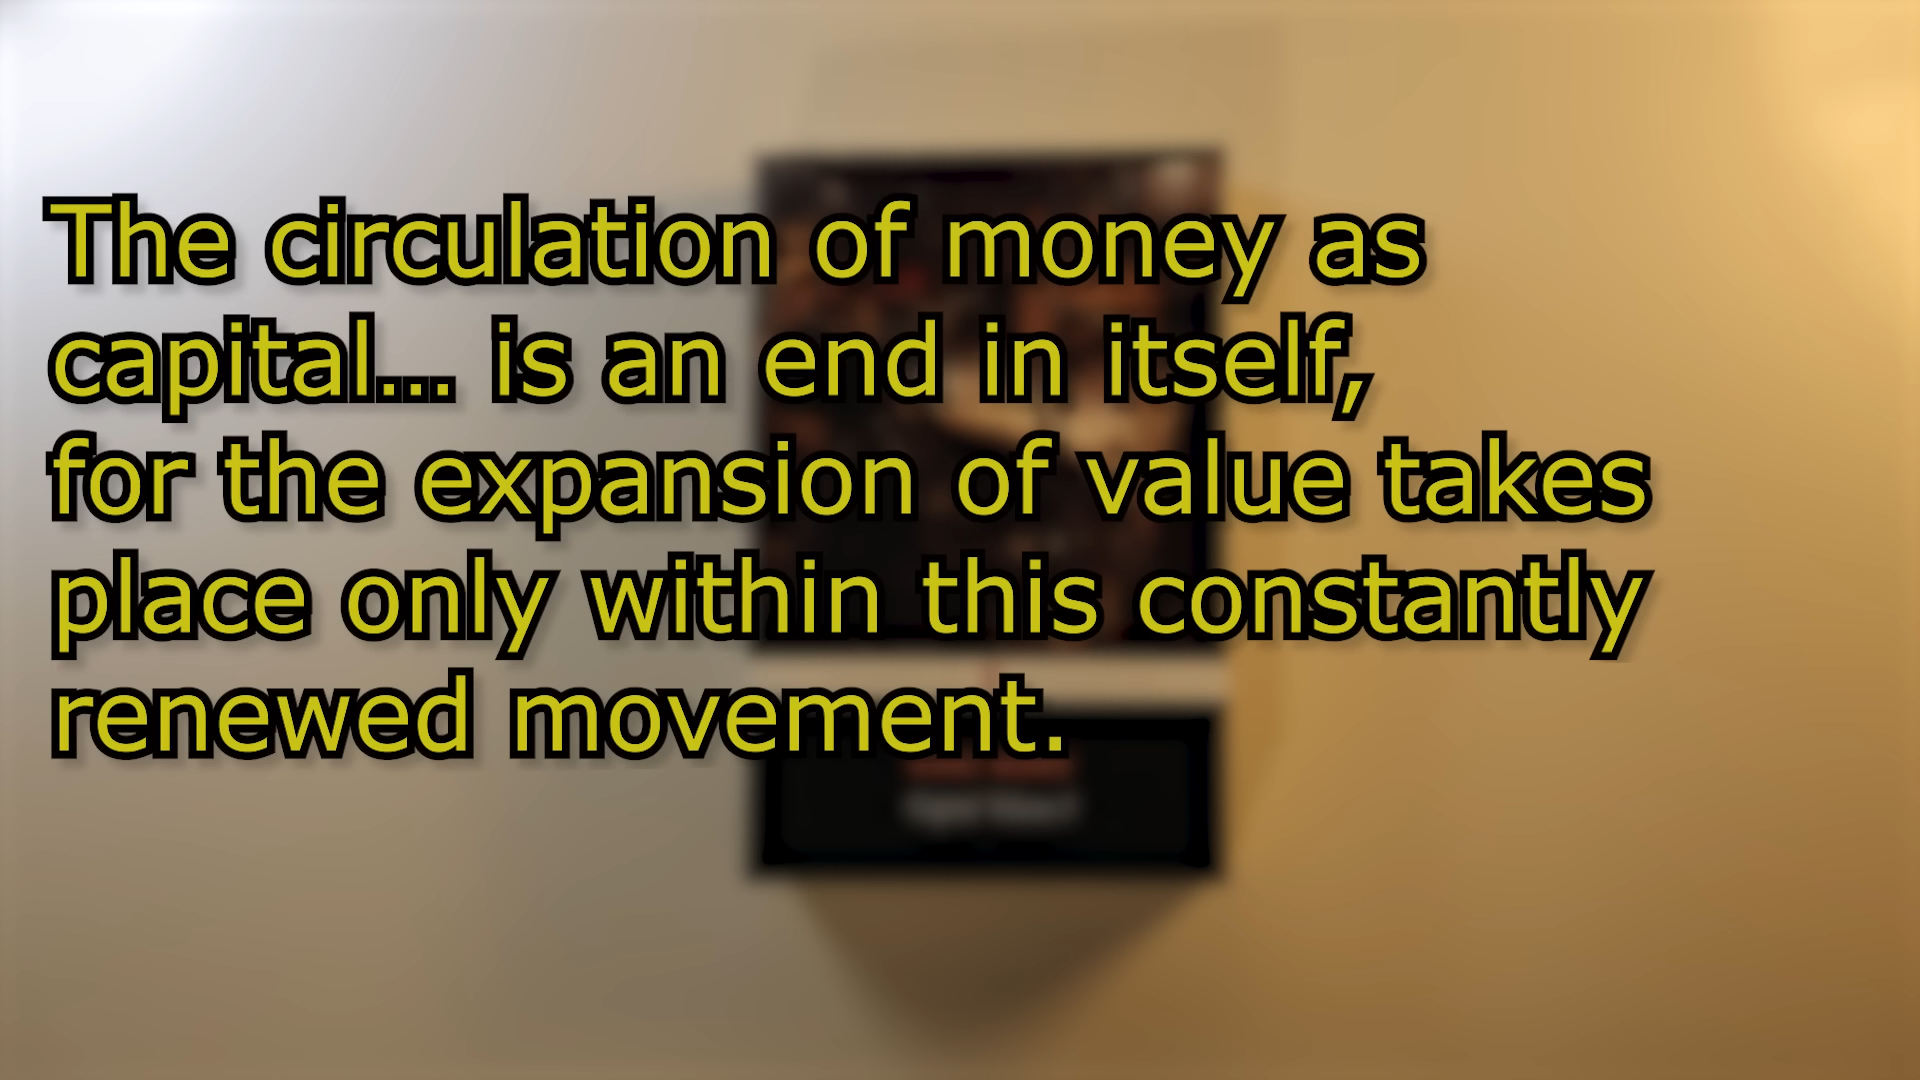 The circulation of money as
capital... is an end in itself,
for the expansion of value takes
place only within this constantly
renewed movement.